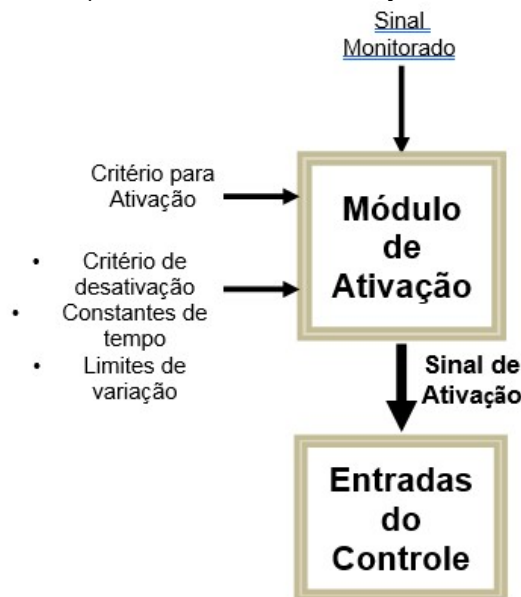 Sinal
Monitorado
Critério para
Ativação
Módulo
de
Ativação
• Critério de
desativação
• Constantes de
tempo
• Limites de
variação
Sinal de
Ativação
Entradas
do
Controle